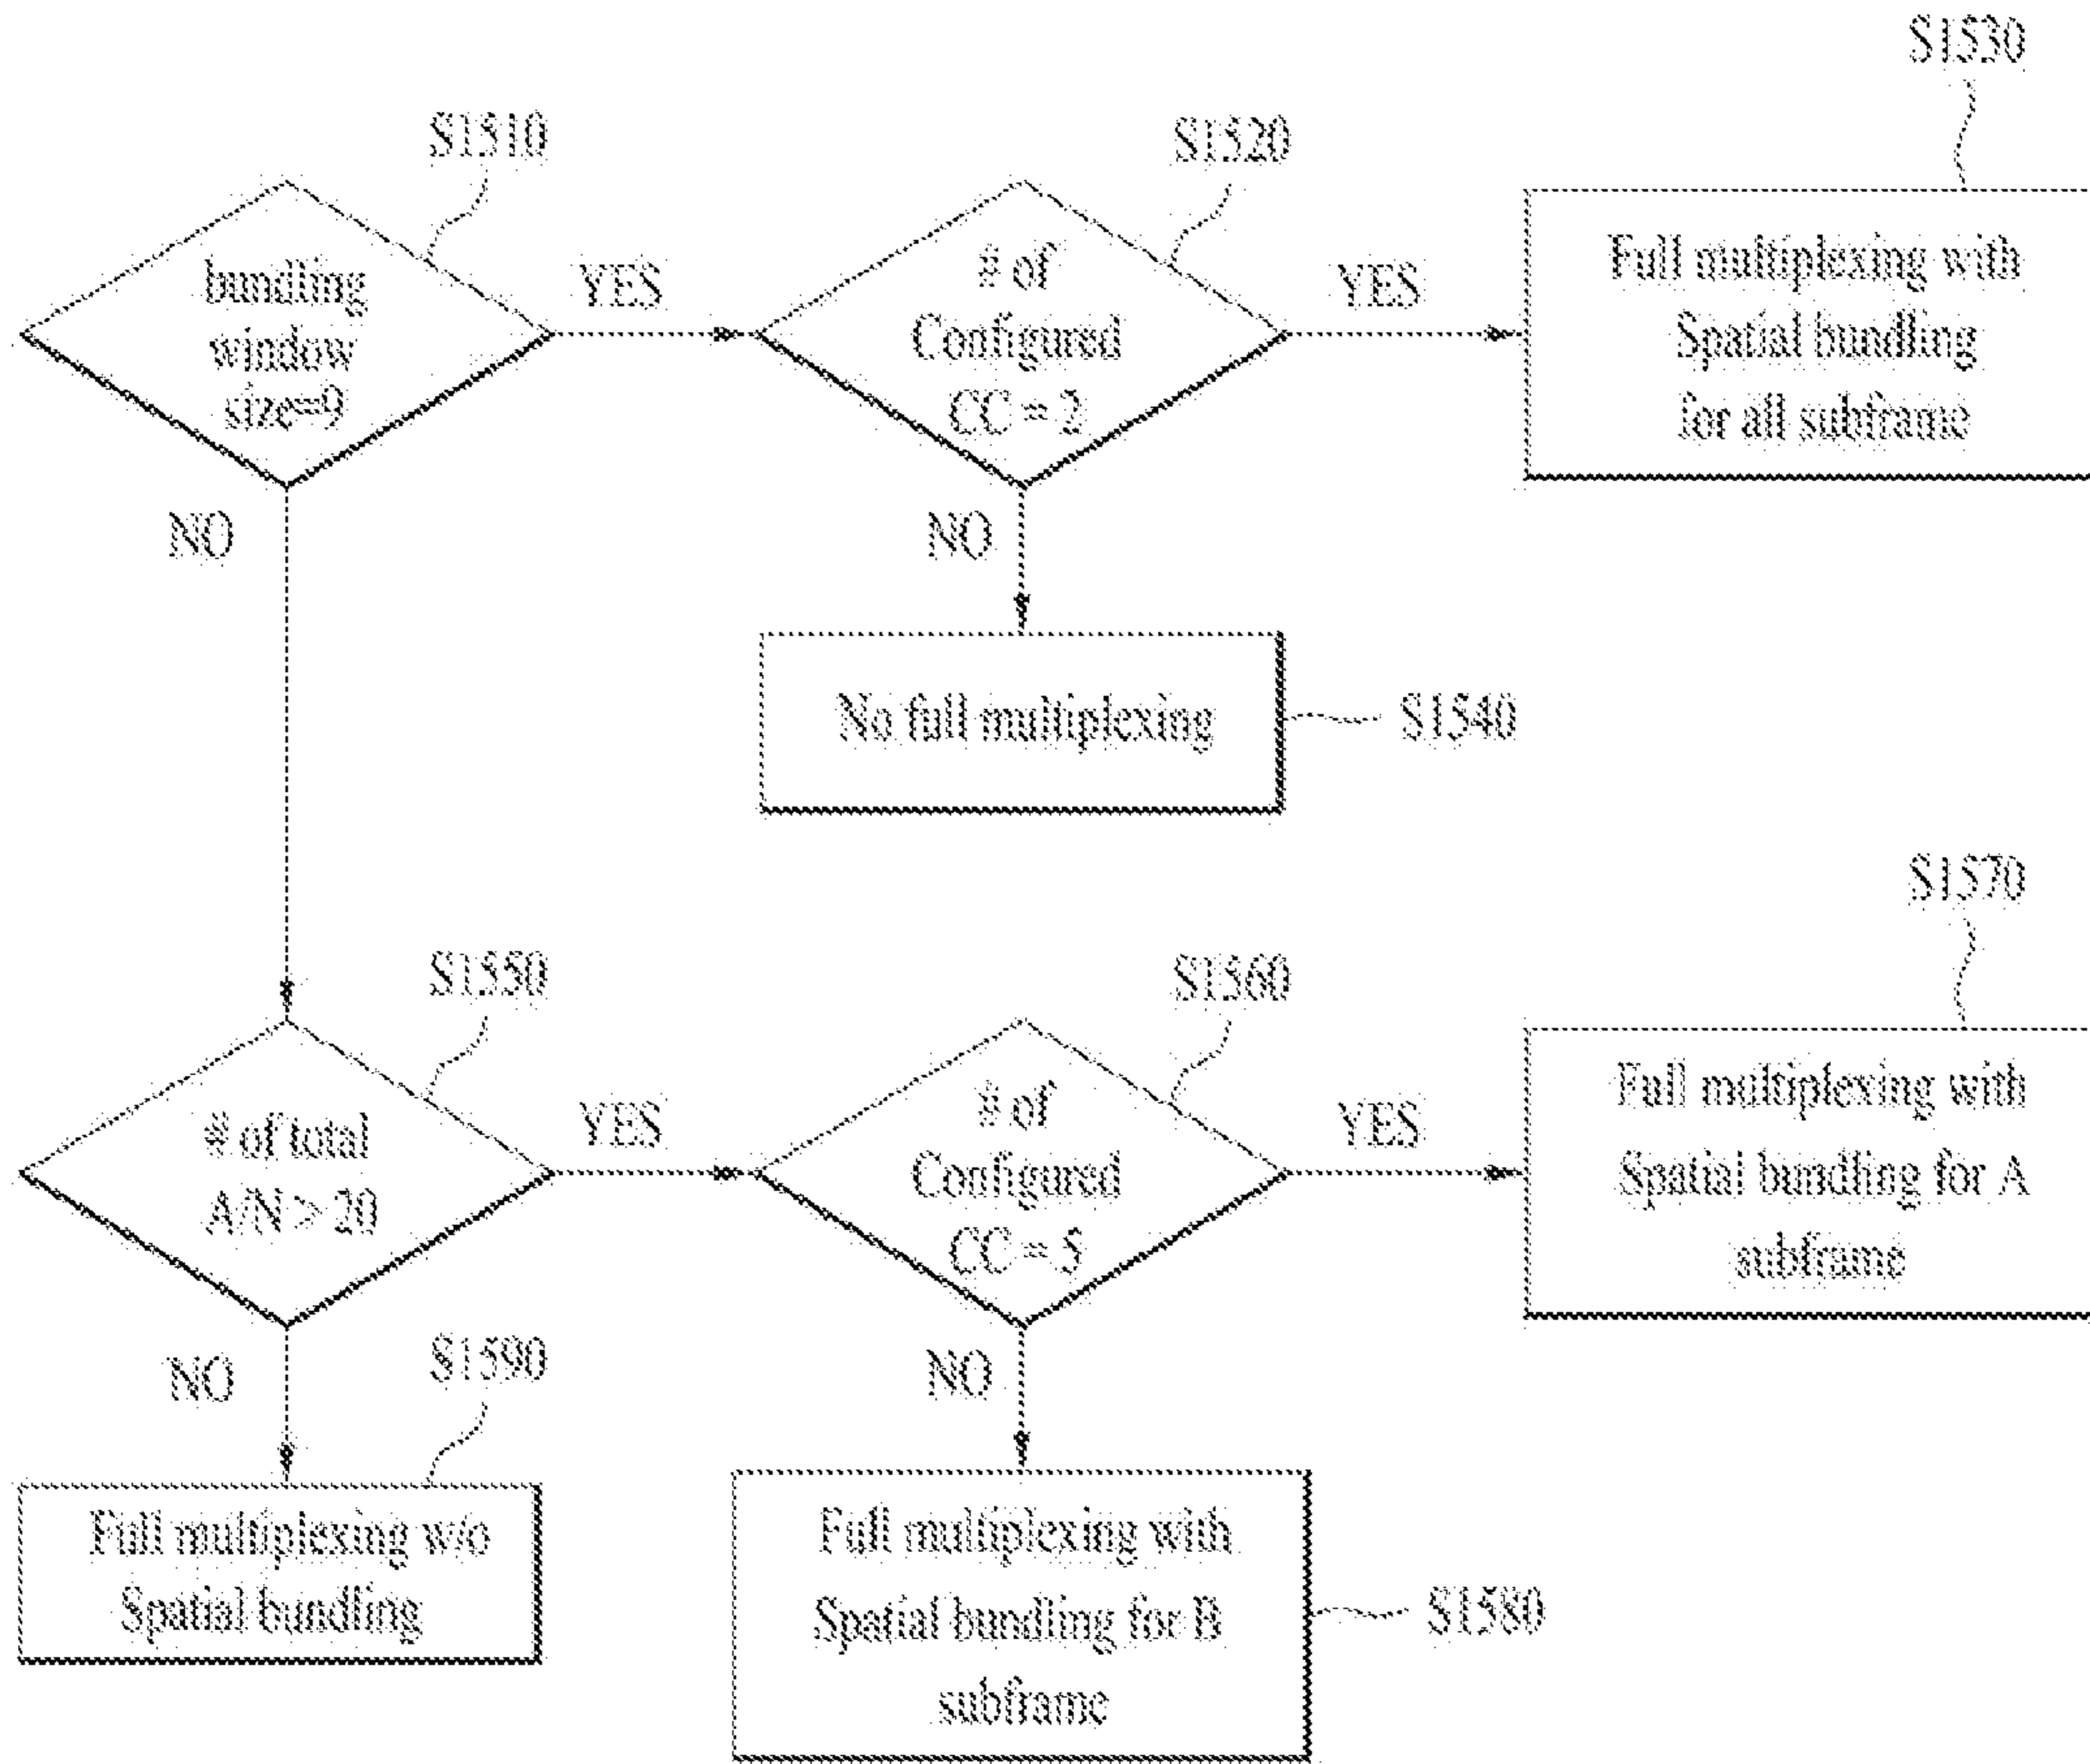 S1530
S1510
S1520
bundling
window
size=9
YES
# of
Configured
CC = 2
YES
Full multiplexing with
Spatial bundling
for all subframe
NO
NO
No full multiplexing
S1540
S1570
S1550
S1560
# of total
A/N > 20
YES
# of
Configured
CC = 5
YES
Full multiplexing with
Spatial bundling for A
subframe
NO
S1590
NO
Full multiplexing w/o
Spatial bundling
Full multiplexing with
Spatial bundling for B
subframe
S1580